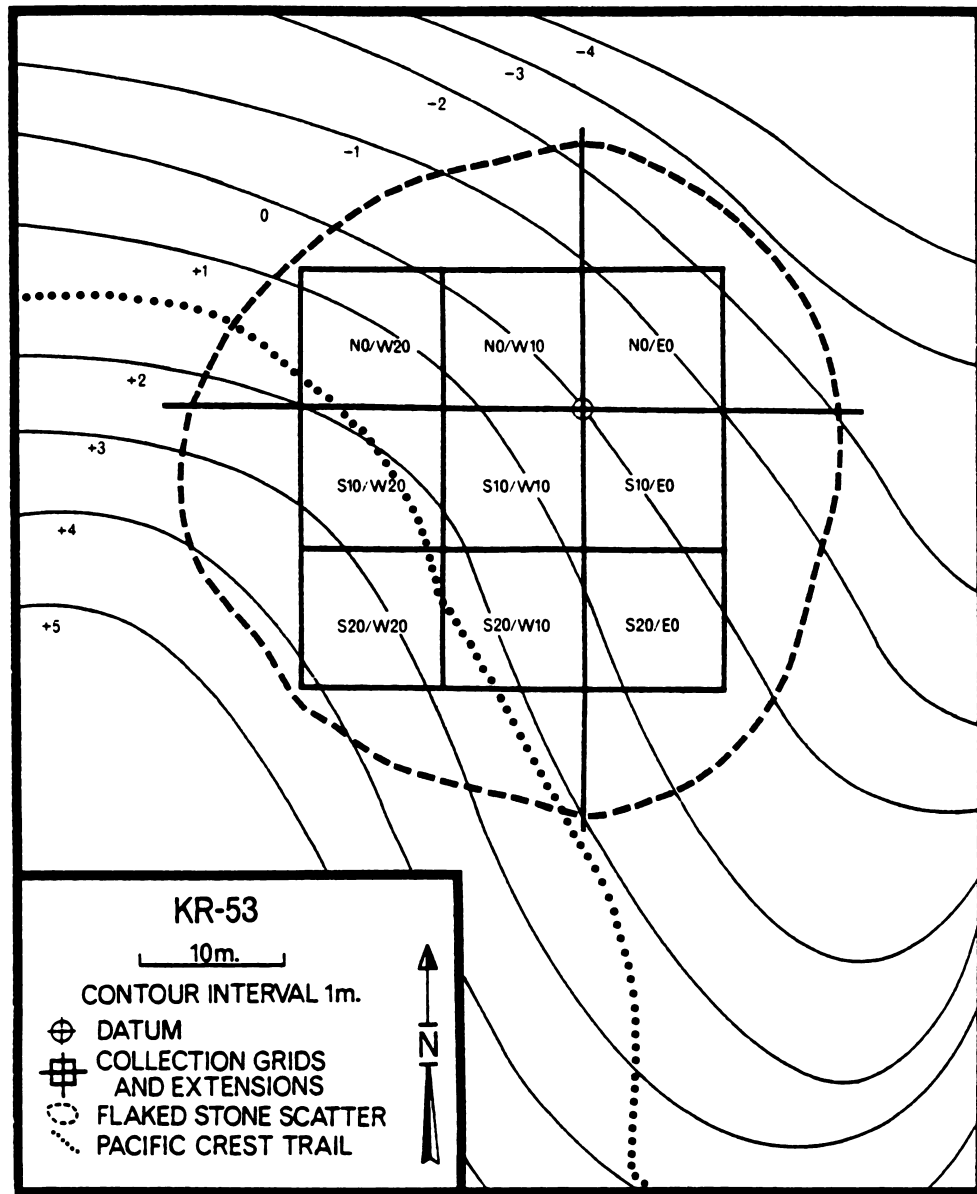 -4
-3
-2
-1
0
+1
+2
+3
+4
+5
N0/W20 N0/W10 N0/E0
S10/W20 S10/W10 S10/E0
S20/W20 S20/W10 S20/E0
KR-53
10m.
CONTOUR INTERVAL 1m.
DATUM
COLLECTION GRIDS
AND EXTENSIONS
FLAKED STONE SCATTER
PACIFIC CREST TRAIL
N